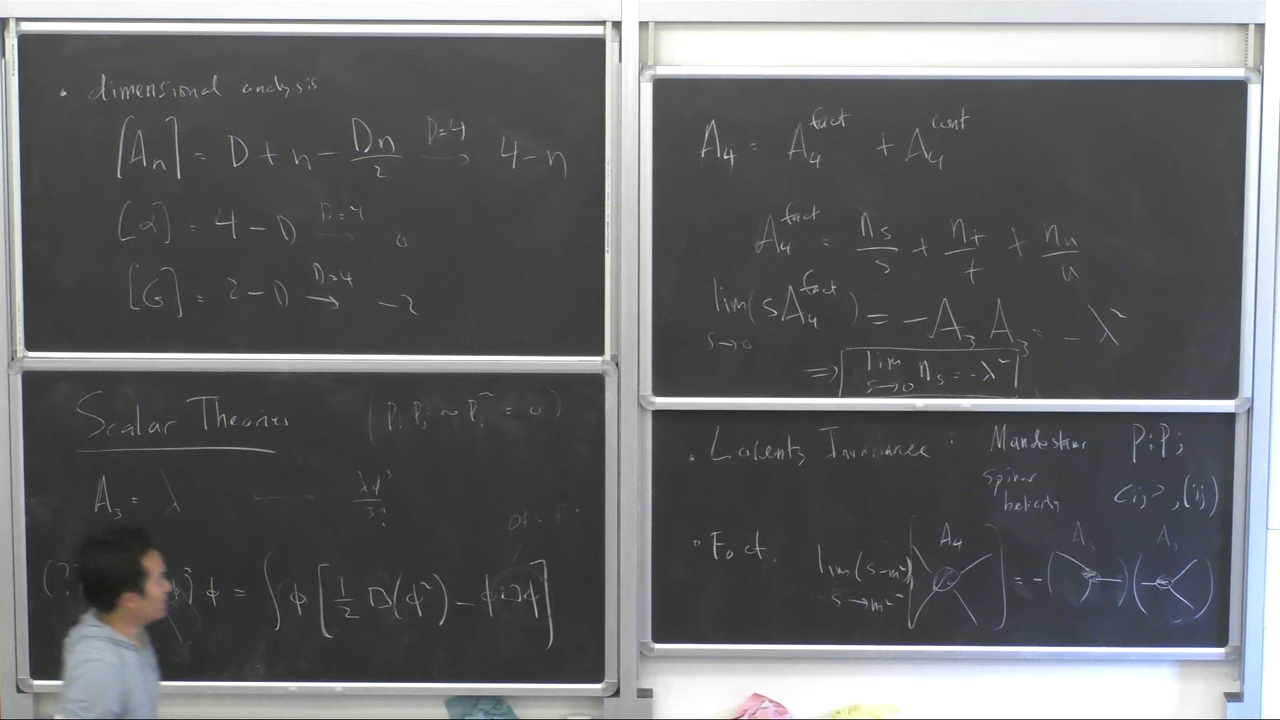 • dimensional analysis
[A_n] = D + n - Dn/2 →^{D=4} 4-n
[α] = 4-D →^{D=4} 0
[G] = 2-D →^{D=4} -2
Scalar Theories (P_i P_j ~ P_i^2 = 0)
A_3 = λ ⟷ λφ^3/3!
φ = ∫ φ [ 1/2 □(φ^2) - φ□φ ]
A_4 = A_4^{fact} + A_4^{cont}
A_4^{fact} = n_s/s + n_t/t + n_u/u
lim_{s→0} (s A_4^{fact}) = - A_3 A_3 = -λ^2
⇒ lim_{s→0} n_s = -λ^2
• Lorentz Invariance : Mandelstam P_i P_j
spinor
helicity <ij>, [ij]
• Fact. lim_{s→m^2} (s-m^2) [A_4] = - (A_3)(A_3)